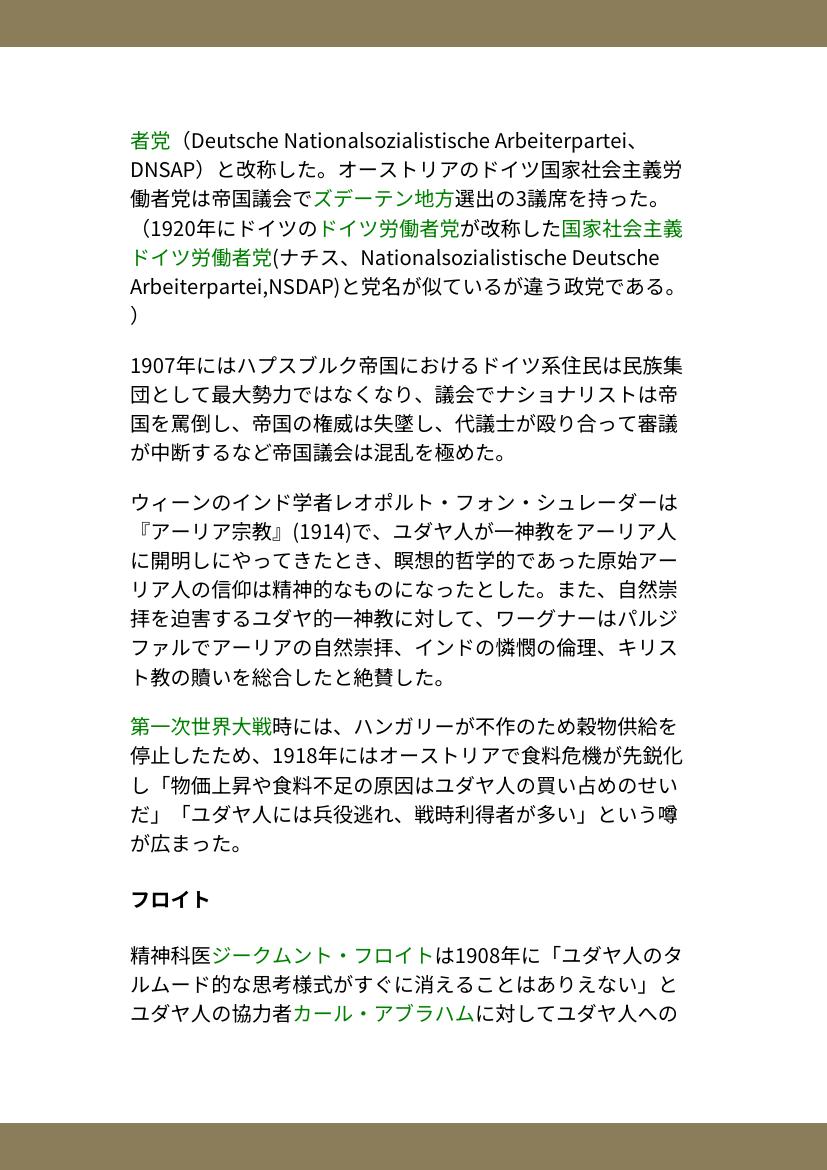 者党（Deutsche Nationalsozialistische Arbeiterpartei、
DNSAP）と改称した。オーストリアのドイツ国家社会主義労
働者党は帝国議会でズデーテン地方選出の3議席を持った。
（1920年にドイツのドイツ労働者党が改称した国家社会主義
ドイツ労働者党(ナチス、Nationalsozialistische Deutsche
Arbeiterpartei,NSDAP)と党名が似ているが違う政党である。
）
1907年にはハプスブルク帝国におけるドイツ系住民は民族集
団として最大勢力ではなくなり、議会でナショナリストは帝
国を罵倒し、帝国の権威は失墜し、代議士が殴り合って審議
が中断するなど帝国議会は混乱を極めた。
ウィーンのインド学者レオポルト・フォン・シュレーダーは
『アーリア宗教』(1914)で、ユダヤ人が一神教をアーリア人
に開明しにやってきたとき、瞑想的哲学的であった原始アー
リア人の信仰は精神的なものになったとした。また、自然崇
拝を迫害するユダヤ的一神教に対して、ワーグナーはパルジ
ファルでアーリアの自然崇拝、インドの憐憫の倫理、キリス
ト教の贖いを総合したと絶賛した。
第一次世界大戦時には、ハンガリーが不作のため穀物供給を
停止したため、1918年にはオーストリアで食料危機が先鋭化
し「物価上昇や食料不足の原因はユダヤ人の買い占めのせい
だ」「ユダヤ人には兵役逃れ、戦時利得者が多い」という噂
が広まった。
フロイト
精神科医ジークムント・フロイトは1908年に「ユダヤ人のタ
ルムード的な思考様式がすぐに消えることはありえない」と
ユダヤ人の協力者カール・アブラハムに対してユダヤ人への